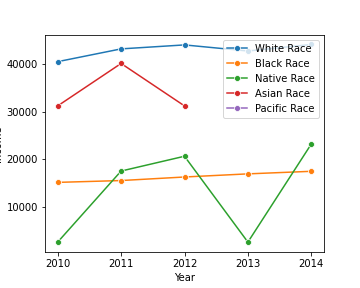 White Race
Black Race
Native Race
Asian Race
Pacific Race
40000
30000
20000
10000
2010 2011 2012 2013 2014
Year